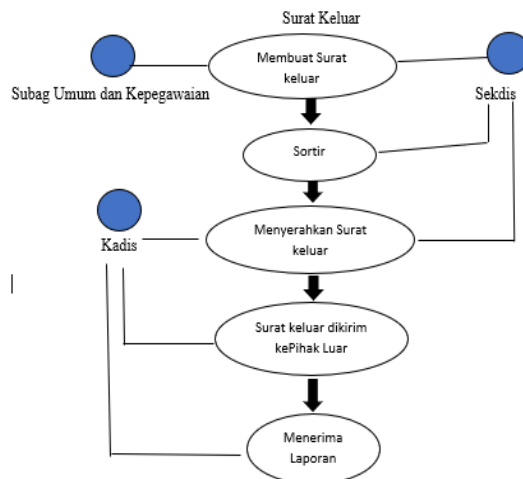 Surat Keluar
Membuat Surat
keluar
Subag Umum dan Kepegawaian
Sekdis
Sortir
Menyerahkan Surat
keluar
Kadis
Surat keluar dikirim
kePihak Luar
Menerima
Laporan